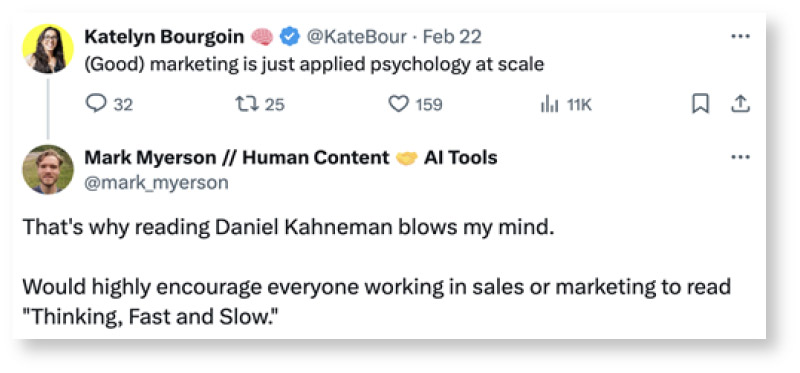 Katelyn Bourgoin 🧠 @KateBour · Feb 22
(Good) marketing is just applied psychology at scale
32 25 159 11K
Mark Myerson // Human Content 🤝 AI Tools
@mark_myerson
That's why reading Daniel Kahneman blows my mind.
Would highly encourage everyone working in sales or marketing to read
"Thinking, Fast and Slow."